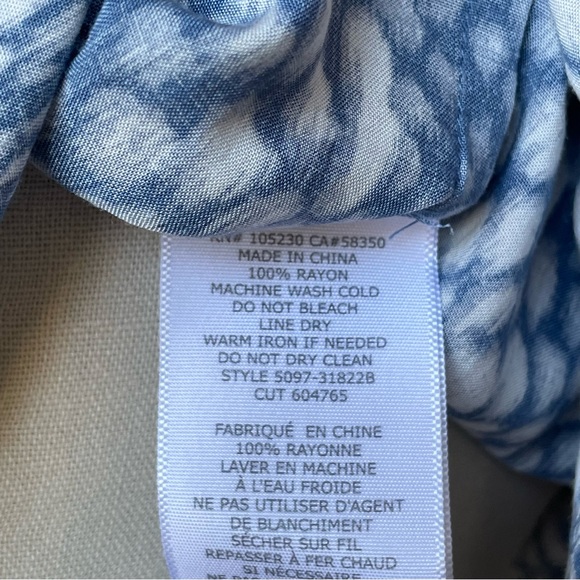 RN# 105230 CA#58350
MADE IN CHINA
100% RAYON
MACHINE WASH COLD
DO NOT BLEACH
LINE DRY
WARM IRON IF NEEDED
DO NOT DRY CLEAN
STYLE 5097-31822B
CUT 604765
FABRIQUÉ EN CHINE
100% RAYONNE
LAVER EN MACHINE
À L'EAU FROIDE
NE PAS UTILISER D'AGENT
DE BLANCHIMENT
SÉCHER SUR FIL
REPASSER À FER CHAUD
SI NÉCESSAIRE
NE PAS